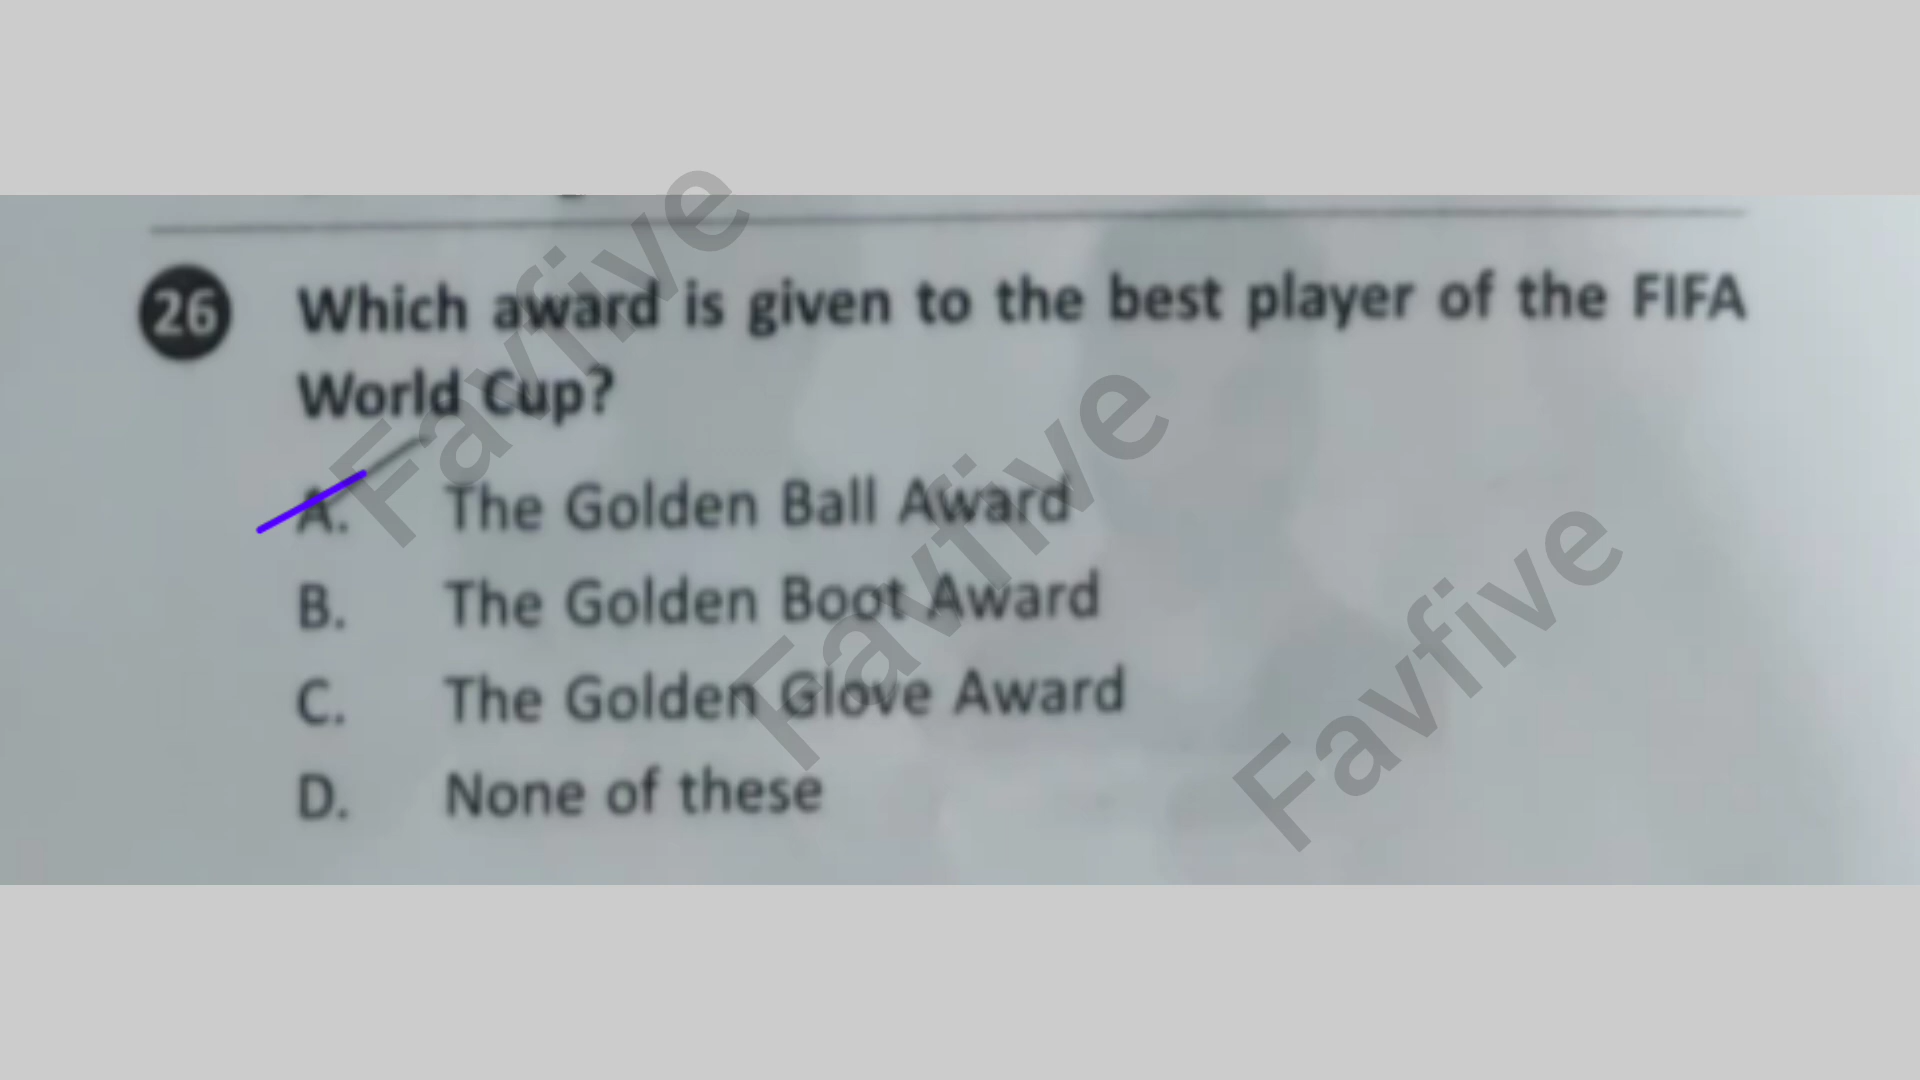 26 Which award is given to the best player of the FIFA
World Cup?
A. The Golden Ball Award
B. The Golden Boot Award
C. The Golden Glove Award
D. None of these
Favfive
Favfive
Favfive